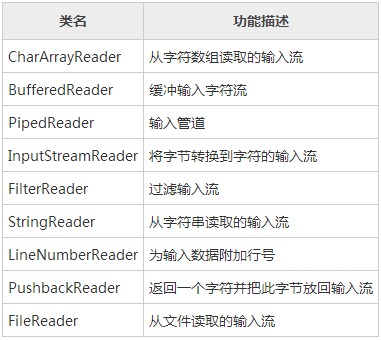 类名 功能描述
CharArrayReader 从字符数组读取的输入流
BufferedReader 缓冲输入字符流
PipedReader 输入管道
InputStreamReader 将字节转换到字符的输入流
FilterReader 过滤输入流
StringReader 从字符串读取的输入流
LineNumberReader 为输入数据附加行号
PushbackReader 返回一个字符并把此字节放回输入流
FileReader 从文件读取的输入流